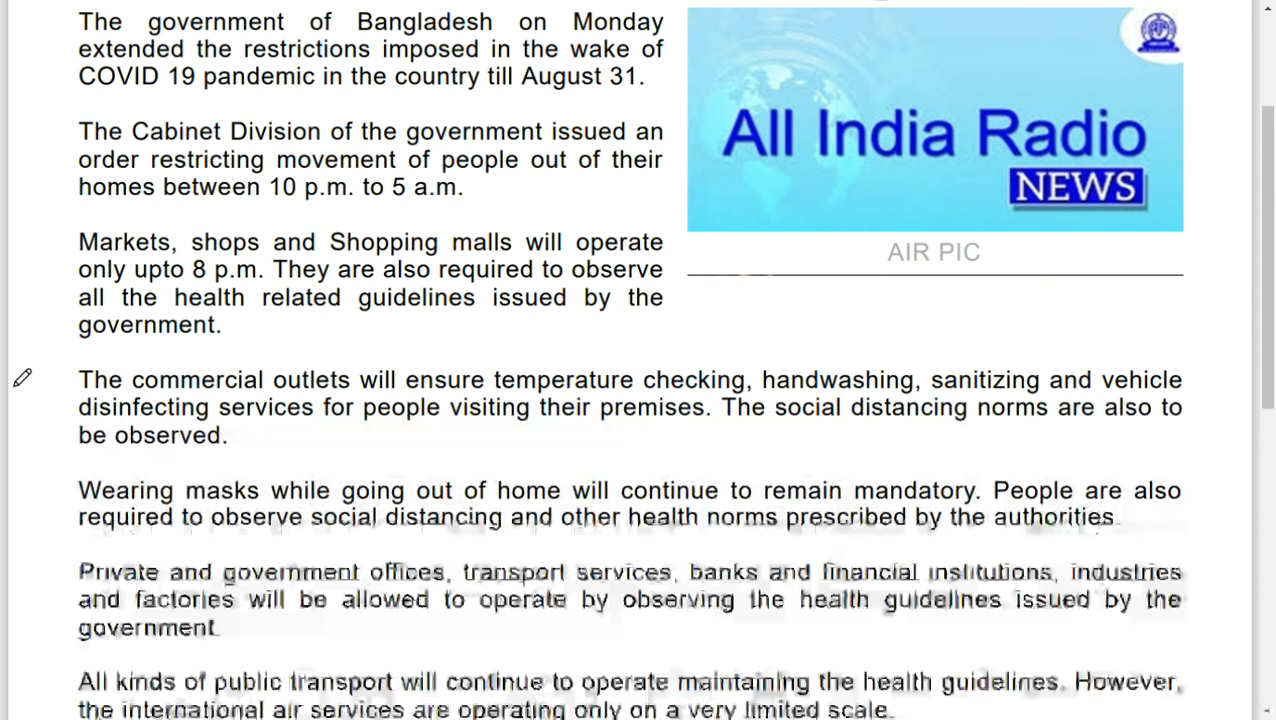 The government of Bangladesh on Monday
extended the restrictions imposed in the wake of
COVID 19 pandemic in the country till August 31.
The Cabinet Division of the government issued an
order restricting movement of people out of their
homes between 10 p.m. to 5 a.m.
Markets, shops and Shopping malls will operate
only upto 8 p.m. They are also required to observe
all the health related guidelines issued by the
government.
All India Radio
NEWS
AIR PIC
The commercial outlets will ensure temperature checking, handwashing, sanitizing and vehicle
disinfecting services for people visiting their premises. The social distancing norms are also to
be observed.
Wearing masks while going out of home will continue to remain mandatory. People are also
required to observe social distancing and other health norms prescribed by the authorities.
Private and government offices, transport services, banks and financial institutions, industries
and factories will be allowed to operate by observing the health guidelines issued by the
government.
All kinds of public transport will continue to operate maintaining the health guidelines. However,
the international air services are operating only on a very limited scale.